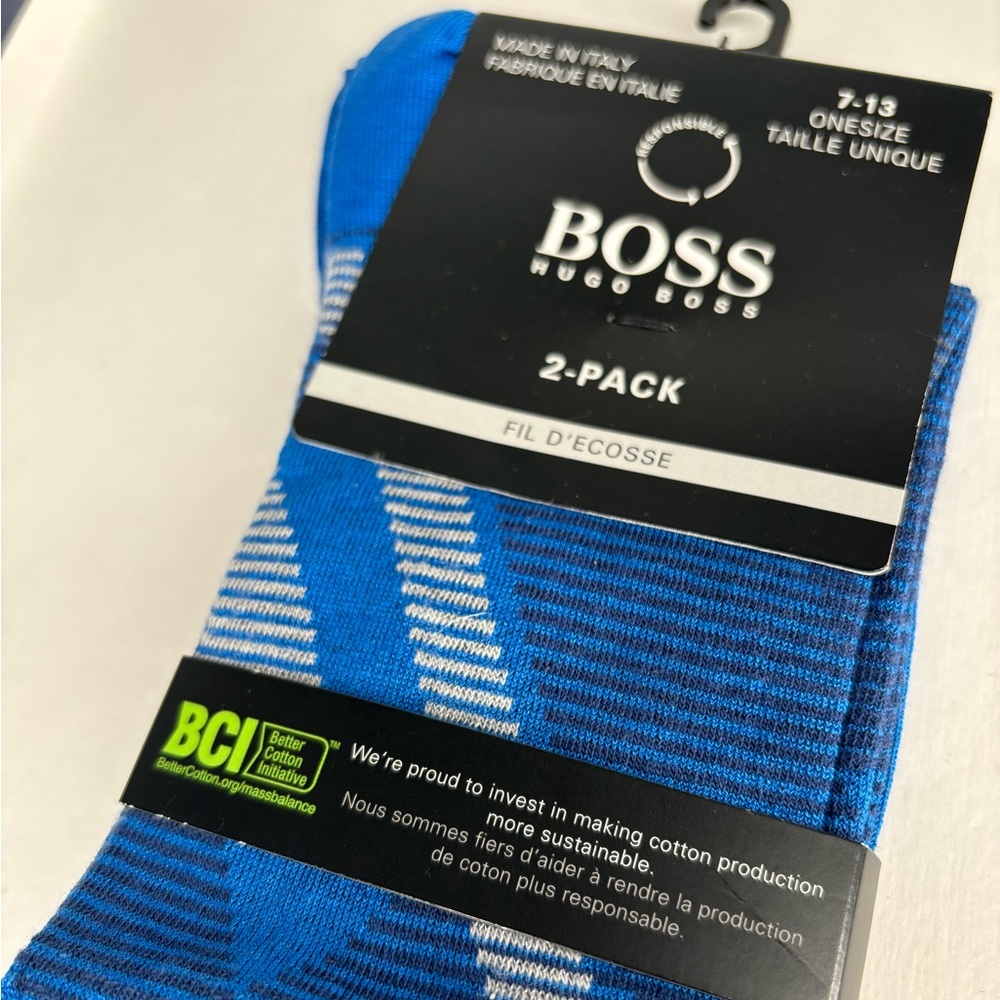 MADE IN ITALY
FABRIQUE EN ITALIE
7-13
ONESIZE
TAILLE UNIQUE
RESPONSIBLE
BOSS
HUGO BOSS
2-PACK
FIL D'ECOSSE
BCI Better
Cotton
Initiative™
BetterCotton.org/massbalance
We're proud to invest in making cotton production
more sustainable.
Nous sommes fiers d'aider à rendre la production
de coton plus responsable.